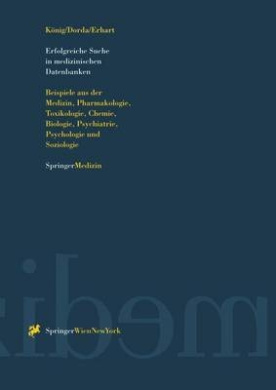 König/Dorda/Erhart
Erfolgreiche Suche
in medizinischen
Datenbanken
Beispiele aus der
Medizin, Pharmakologie,
Toxikologie, Chemie,
Biologie, Psychiatrie,
Psychologie und
Soziologie
SpringerMedizin
medi
SpringerWienNewYork